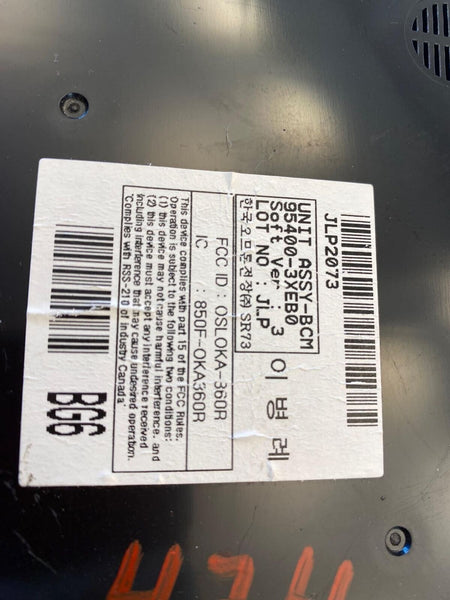 JLP2073
UNIT ASSY-BCM
95400-3XEB0
Soft Ver : 3
LOT NO : JLP
한국오므론전장㈜ SR73
이병례
FCC ID : OSLOKA-360R
IC : 850F-OKA360R
This device complies with part 15 of the FCC Rules.
Operation is subject to the following two conditions:
(1) this device may not cause harmful interference, and
(2) this device must accept any interference received
including interference that may cause undesired operation.
'Complies with RSS-210 of Industry Canada'
BG6